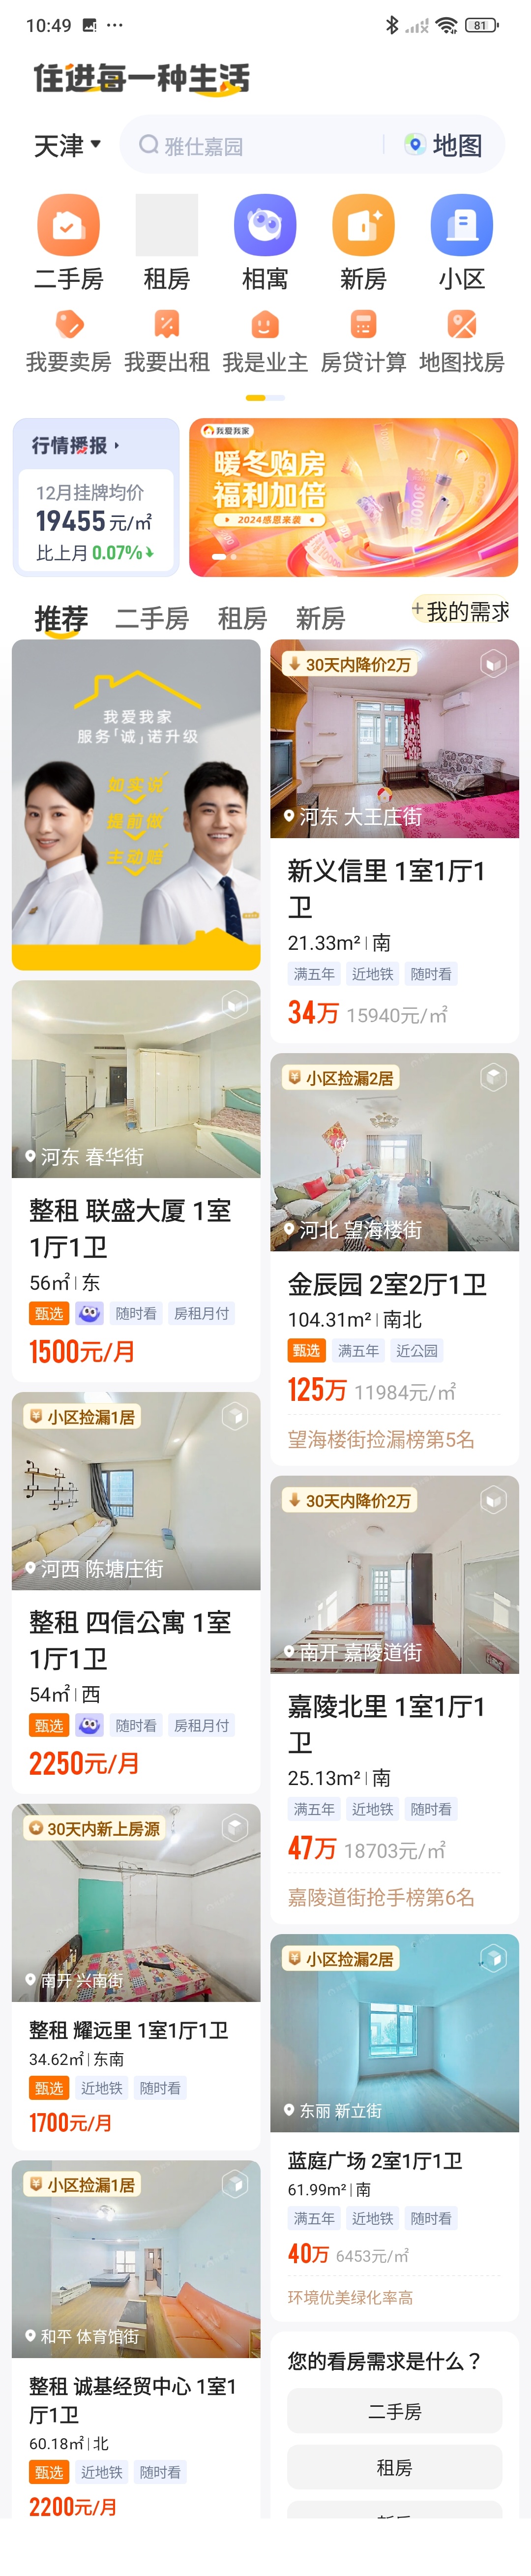 10:49
81
住进每一种生活
天津
雅仕嘉园
地图
二手房
租房
相寓
新房
小区
我要卖房
我要出租
我是业主
房贷计算
地图找房
行情播报
12月挂牌均价
19455 元/㎡
比上月 0.07%
我爱我家
暖冬购房
福利加倍
2024感恩来袭
推荐
二手房
租房
新房
+我的需求
我爱我家
服务「诚」诺升级
如实说
提前做
主动赔
河东 春华街
整租 联盛大厦 1室
1厅1卫
56㎡ 东
甄选 随时看 房租月付
1500元/月
小区捡漏1居
河西 陈塘庄街
整租 四信公寓 1室
1厅1卫
54㎡ 西
甄选 随时看 房租月付
2250元/月
30天内新上房源
南开 兴南街
整租 耀远里 1室1厅1卫
34.62㎡ 东南
甄选 近地铁 随时看
1700元/月
小区捡漏1居
和平 体育馆街
整租 诚基经贸中心 1室1
厅1卫
60.18㎡ 北
甄选 近地铁 随时看
2200元/月
30天内降价2万
河东 大王庄街
新义信里 1室1厅1
卫
21.33m² 南
满五年 近地铁 随时看
34万 15940元/㎡
小区捡漏2居
河北 望海楼街
金辰园 2室2厅1卫
104.31m² 南北
甄选 满五年 近公园
125万 11984元/㎡
望海楼街捡漏榜第5名
30天内降价2万
南开 嘉陵道街
嘉陵北里 1室1厅1
卫
25.13m² 南
满五年 近地铁 随时看
47万 18703元/㎡
嘉陵道街抢手榜第6名
小区捡漏2居
东丽 新立街
蓝庭广场 2室1厅1卫
61.99m² 南
满五年 近地铁 随时看
40万 6453元/㎡
环境优美绿化率高
您的看房需求是什么？
二手房
租房